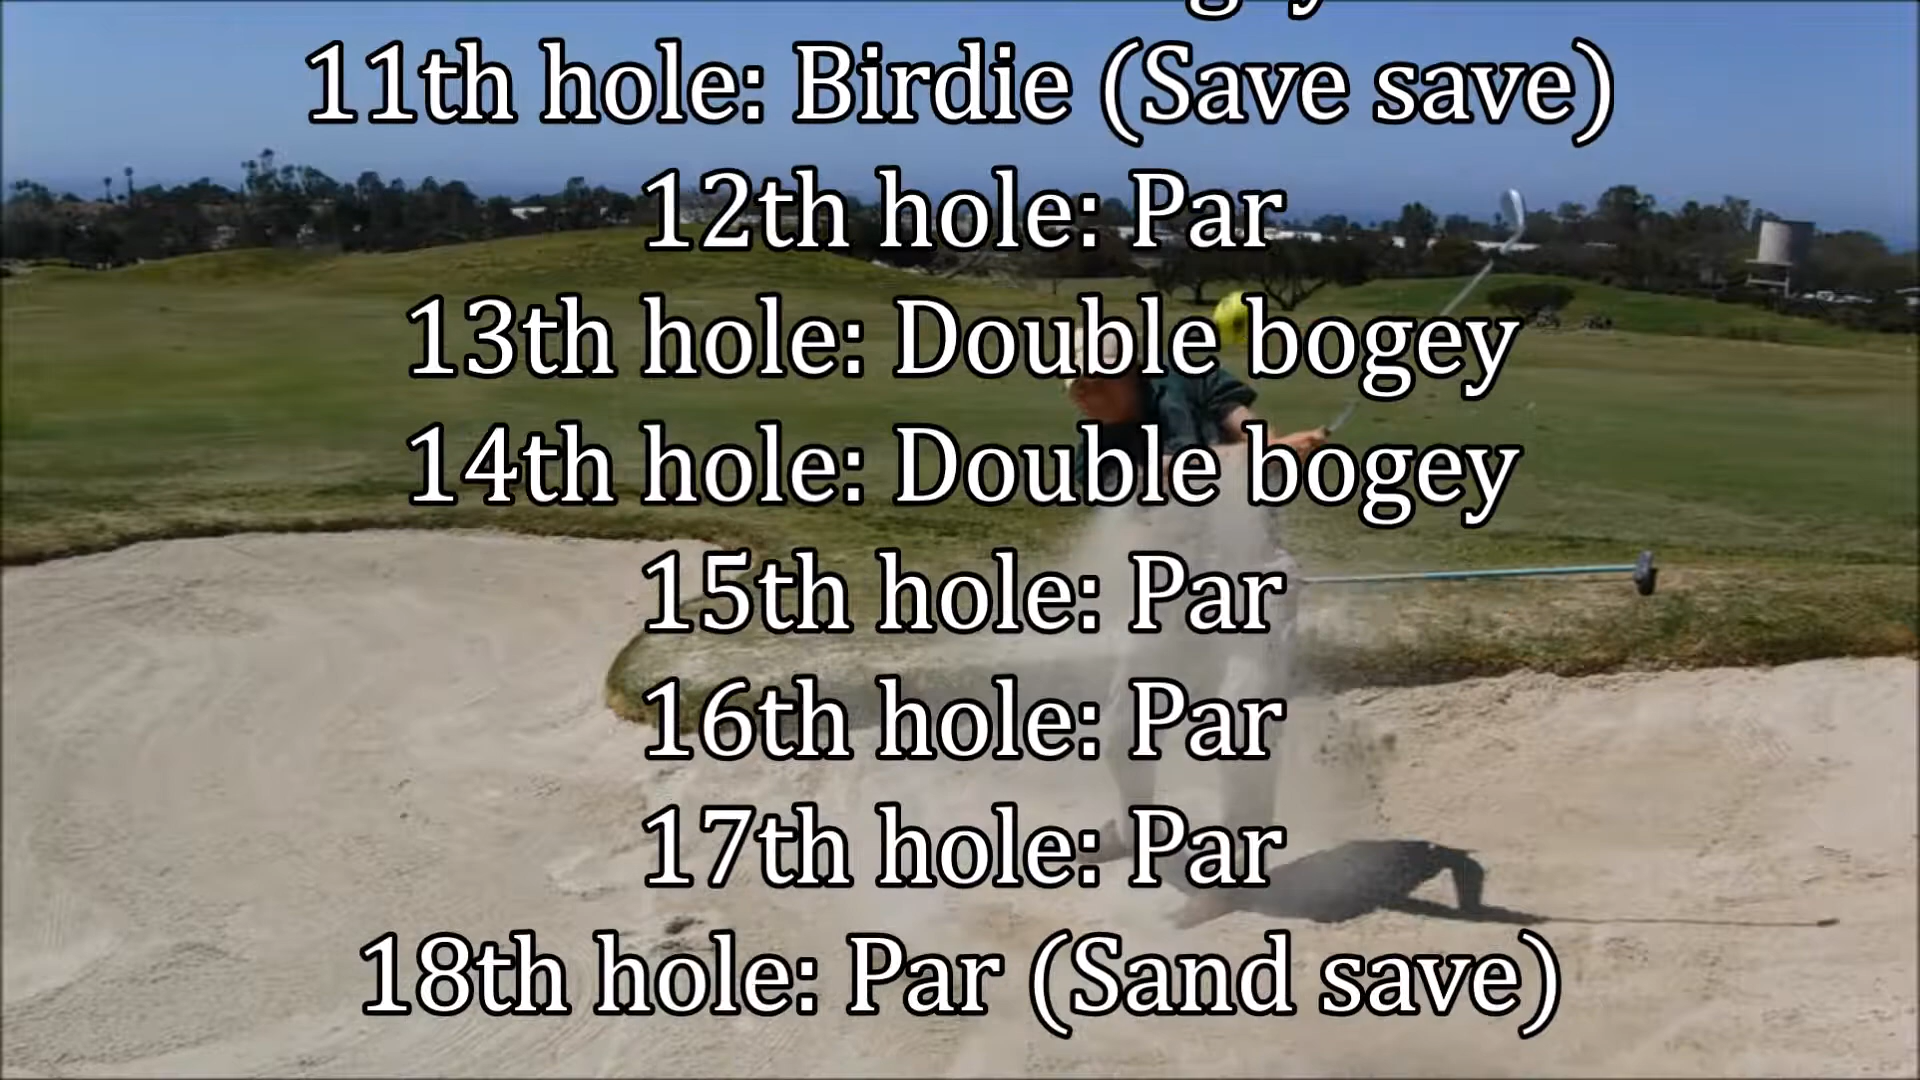 11th hole: Birdie (Save save)
12th hole: Par
13th hole: Double bogey
14th hole: Double bogey
15th hole: Par
16th hole: Par
17th hole: Par
18th hole: Par (Sand save)